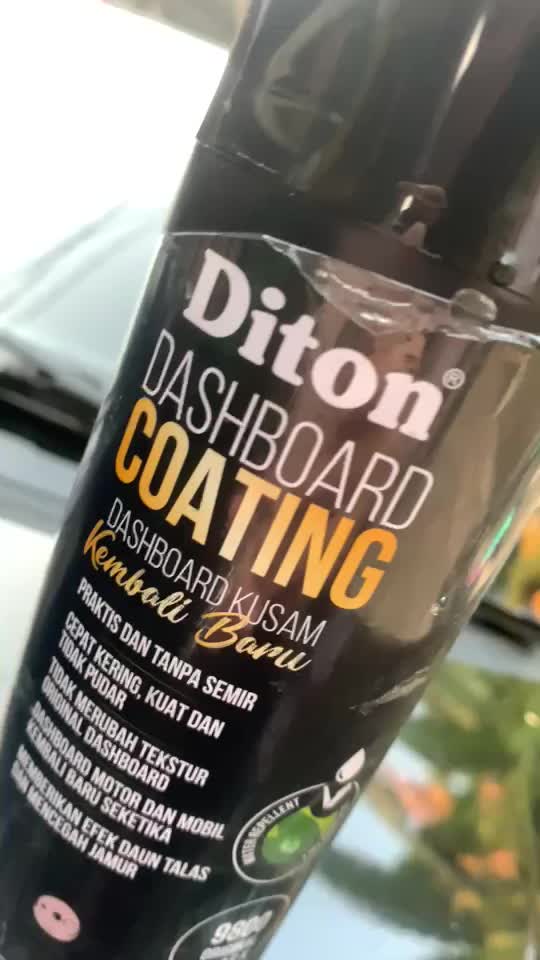 Diton®
DASHBOARD
COATING
DASHBOARD KUSAM
Kembali Baru
PRAKTIS DAN TANPA SEMIR
CEPAT KERING, KUAT DAN
TIDAK PUDAR
TIDAK MERUBAH TEKSTUR
ORIGINAL DASHBOARD
DASHBOARD MOTOR DAN MOBIL
KEMBALI BARU SEKETIKA
MEMBERIKAN EFEK DAUN TALAS
DAN MENCEGAH JAMUR
WATER REPELLENT
9800